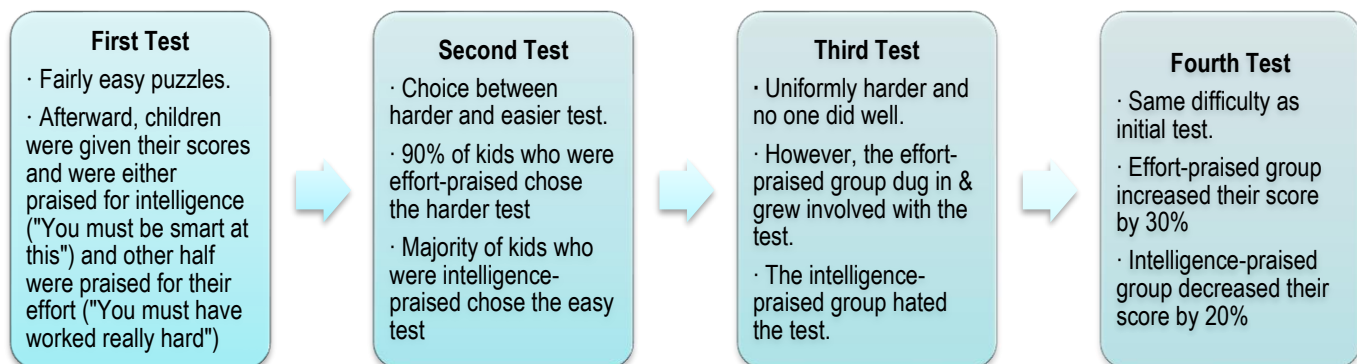 First Test
· Fairly easy puzzles.
· Afterward, children
were given their scores
and were either
praised for intelligence
("You must be smart at
this") and other half
were praised for their
effort ("You must have
worked really hard")
Second Test
· Choice between
harder and easier test.
· 90% of kids who were
effort-praised chose
the harder test
· Majority of kids who
were intelligence-
praised chose the easy
test
Third Test
· Uniformly harder and
no one did well.
· However, the effort-
praised group dug in &
grew involved with the
test.
· The intelligence-
praised group hated
the test.
Fourth Test
· Same difficulty as
initial test.
· Effort-praised group
increased their score
by 30%
· Intelligence-praised
group decreased their
score by 20%